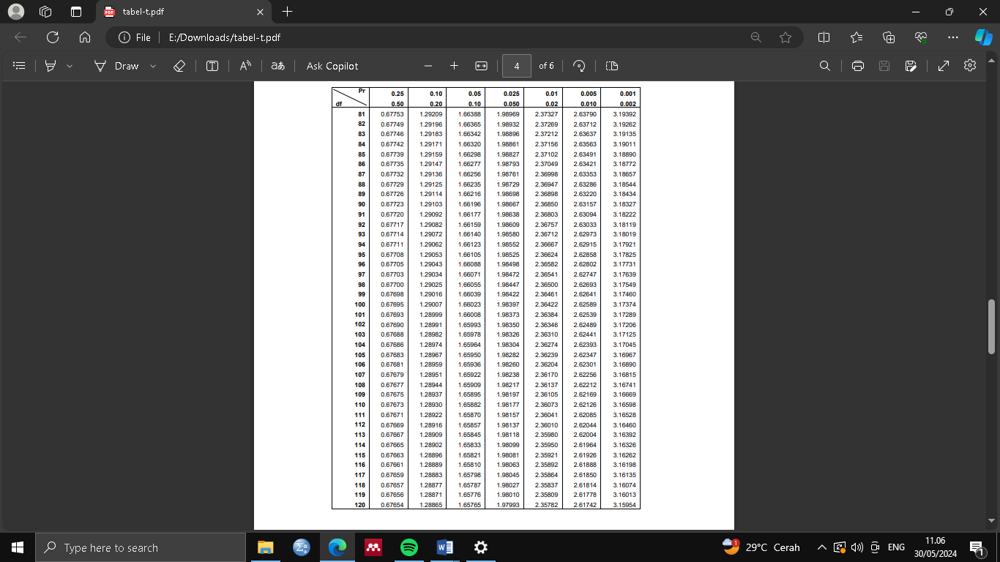 tabel-t.pdf
File E:/Downloads/tabel-t.pdf
Draw Ask Copilot 4 of 6
Pr 0.25 0.10 0.05 0.025 0.01 0.005 0.001
df 0.50 0.20 0.10 0.050 0.02 0.010 0.002
81 0.67753 1.29209 1.66388 1.98969 2.37327 2.63790 3.19392
82 0.67749 1.29196 1.66365 1.98932 2.37269 2.63712 3.19262
83 0.67746 1.29183 1.66342 1.98896 2.37212 2.63637 3.19135
84 0.67742 1.29171 1.66320 1.98861 2.37156 2.63563 3.19011
85 0.67739 1.29159 1.66298 1.98827 2.37102 2.63491 3.18890
86 0.67735 1.29147 1.66277 1.98793 2.37049 2.63421 3.18772
87 0.67732 1.29136 1.66256 1.98761 2.36998 2.63353 3.18657
88 0.67729 1.29125 1.66235 1.98729 2.36947 2.63286 3.18544
89 0.67726 1.29114 1.66216 1.98698 2.36898 2.63220 3.18434
90 0.67723 1.29103 1.66196 1.98667 2.36850 2.63157 3.18327
91 0.67720 1.29092 1.66177 1.98638 2.36803 2.63094 3.18222
92 0.67717 1.29082 1.66159 1.98609 2.36757 2.63033 3.18119
93 0.67714 1.29072 1.66140 1.98580 2.36712 2.62973 3.18019
94 0.67711 1.29062 1.66123 1.98552 2.36667 2.62915 3.17921
95 0.67708 1.29053 1.66105 1.98525 2.36624 2.62858 3.17825
96 0.67705 1.29043 1.66088 1.98498 2.36582 2.62802 3.17731
97 0.67703 1.29034 1.66071 1.98472 2.36541 2.62747 3.17639
98 0.67700 1.29025 1.66055 1.98447 2.36500 2.62693 3.17549
99 0.67698 1.29016 1.66039 1.98422 2.36461 2.62641 3.17460
100 0.67695 1.29007 1.66023 1.98397 2.36422 2.62589 3.17374
101 0.67693 1.28999 1.66008 1.98373 2.36384 2.62539 3.17289
102 0.67690 1.28991 1.65993 1.98350 2.36346 2.62489 3.17206
103 0.67688 1.28982 1.65978 1.98326 2.36310 2.62441 3.17125
104 0.67686 1.28974 1.65964 1.98304 2.36274 2.62393 3.17045
105 0.67683 1.28967 1.65950 1.98282 2.36239 2.62347 3.16967
106 0.67681 1.28959 1.65936 1.98260 2.36204 2.62301 3.16890
107 0.67679 1.28951 1.65922 1.98238 2.36170 2.62256 3.16815
108 0.67677 1.28944 1.65909 1.98217 2.36137 2.62212 3.16741
109 0.67675 1.28937 1.65895 1.98197 2.36105 2.62169 3.16669
110 0.67673 1.28930 1.65882 1.98177 2.36073 2.62126 3.16598
111 0.67671 1.28922 1.65870 1.98157 2.36041 2.62085 3.16528
112 0.67669 1.28916 1.65857 1.98137 2.36010 2.62044 3.16460
113 0.67667 1.28909 1.65845 1.98118 2.35980 2.62004 3.16392
114 0.67665 1.28902 1.65833 1.98099 2.35950 2.61964 3.16326
115 0.67663 1.28896 1.65821 1.98081 2.35921 2.61926 3.16262
116 0.67661 1.28889 1.65810 1.98063 2.35892 2.61888 3.16198
117 0.67659 1.28883 1.65798 1.98045 2.35864 2.61850 3.16135
118 0.67657 1.28877 1.65787 1.98027 2.35837 2.61814 3.16074
119 0.67656 1.28871 1.65776 1.98010 2.35809 2.61778 3.16013
120 0.67654 1.28865 1.65765 1.97993 2.35782 2.61742 3.15954
Type here to search 29°C Cerah ENG 11.06
30/05/2024